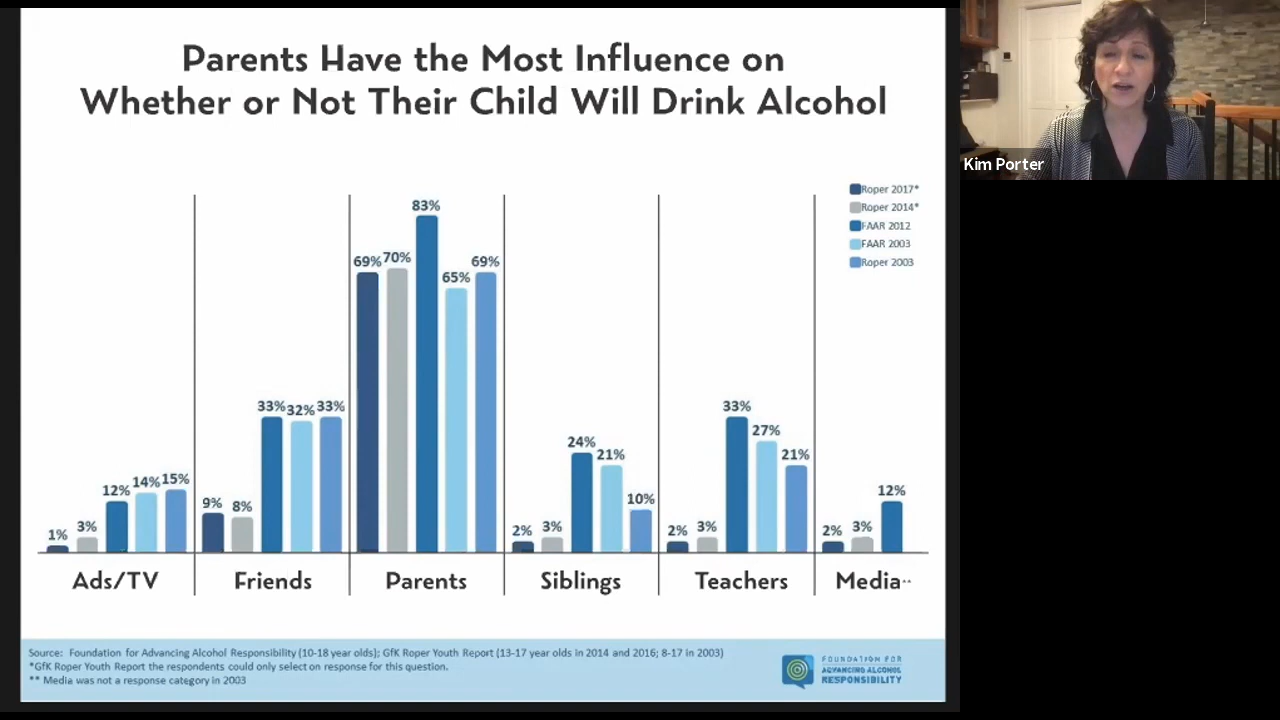 Parents Have the Most Influence on
Whether or Not Their Child Will Drink Alcohol
Kim Porter
Roper 2017*
Roper 2014*
FAAR 2012
FAAR 2003
Roper 2003
1%
3%
12%
14%
15%
9%
8%
33%
32%
33%
69%
70%
83%
65%
69%
2%
3%
24%
21%
10%
2%
3%
33%
27%
21%
2%
3%
12%
Ads/TV
Friends
Parents
Siblings
Teachers
Media**
Source: Foundation for Advancing Alcohol Responsibility (10-18 year olds); GfK Roper Youth Report (13-17 year olds in 2014 and 2016; 8-17 in 2003)
*GfK Roper Youth Report the respondents could only select on response for this question.
** Media was not a response category in 2003
FOUNDATION FOR
ADVANCING ALCOHOL
RESPONSIBILITY